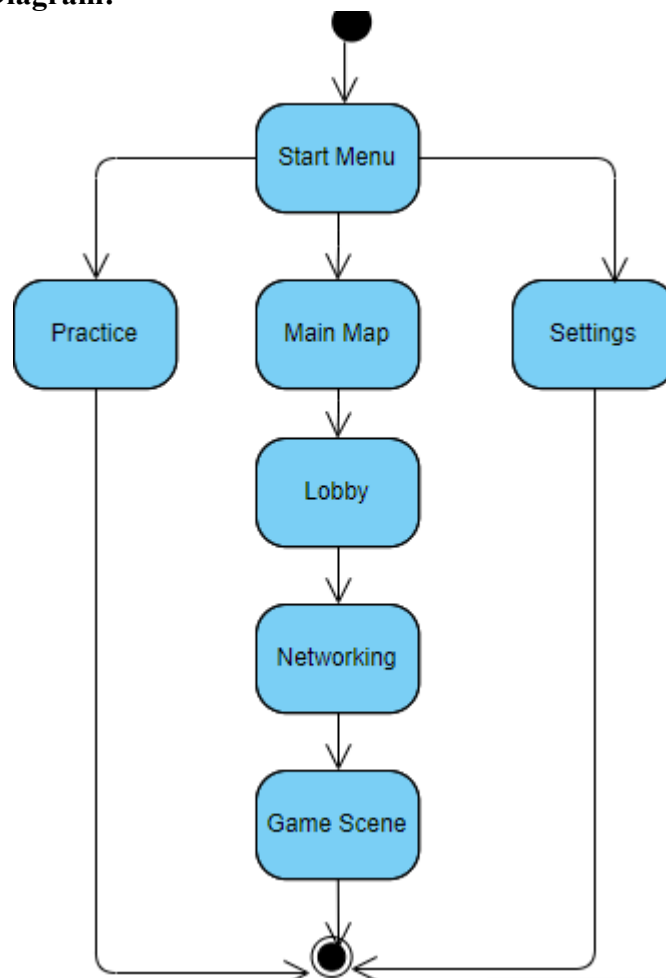 Diagram:
Start Menu
Practice
Main Map
Settings
Lobby
Networking
Game Scene